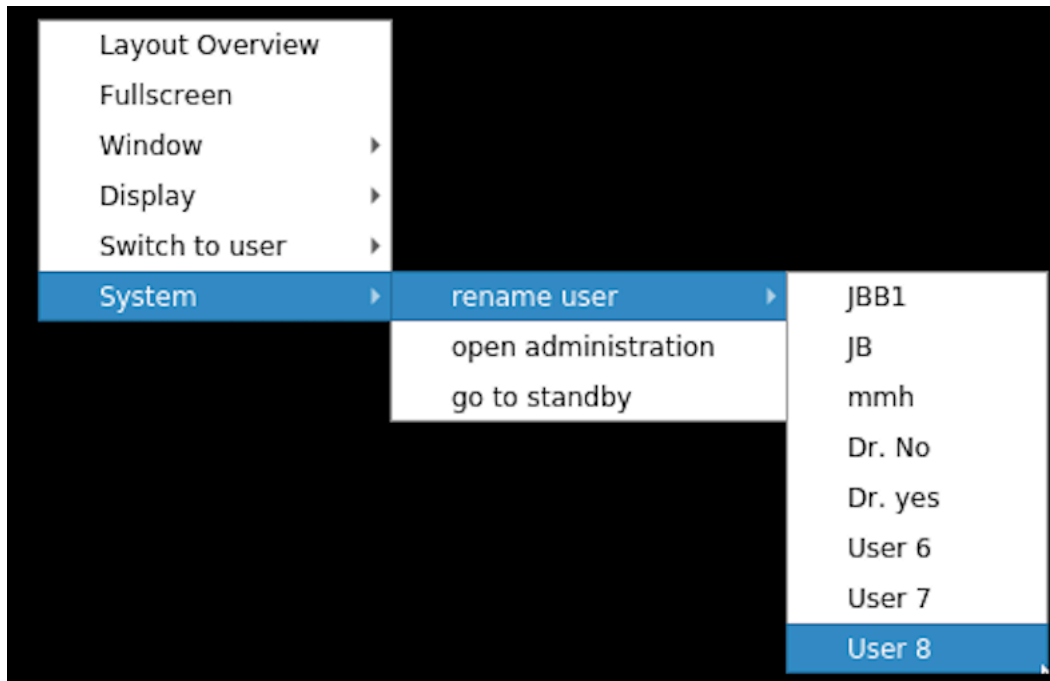 Layout Overview
Fullscreen
Window
Display
Switch to user
System
rename user
open administration
go to standby
JBB1
JB
mmh
Dr. No
Dr. yes
User 6
User 7
User 8